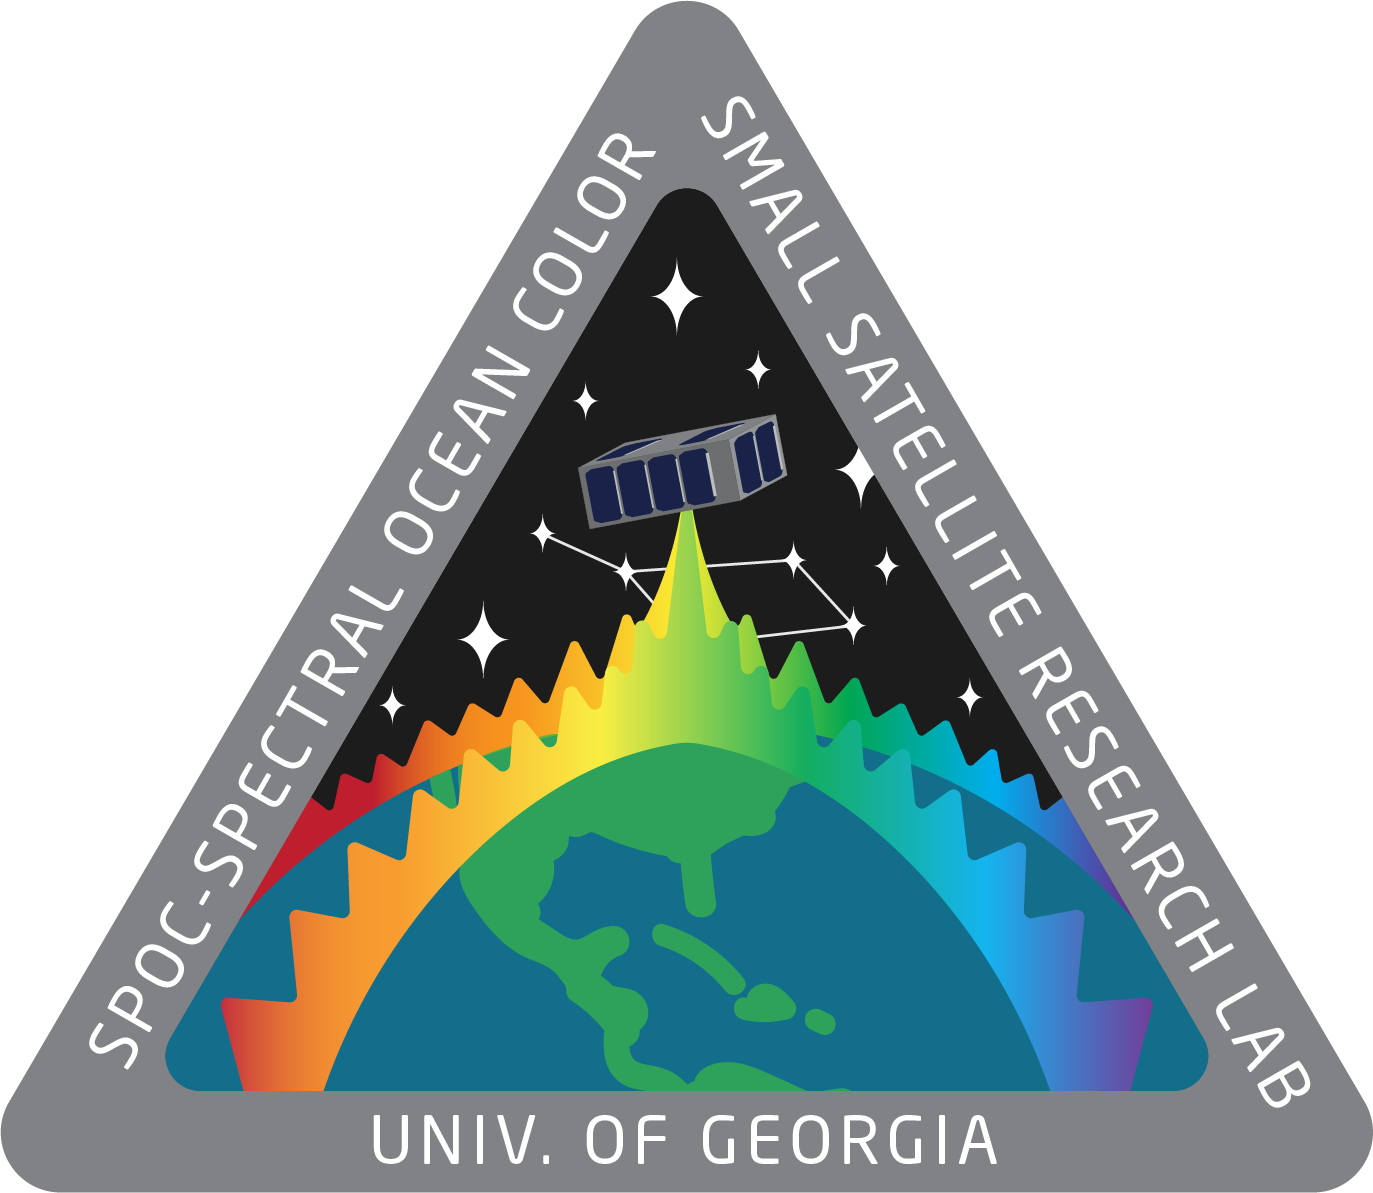 SPOC-SPECTRAL OCEAN COLOR
SMALL SATELLITE RESEARCH LAB
UNIV. OF GEORGIA